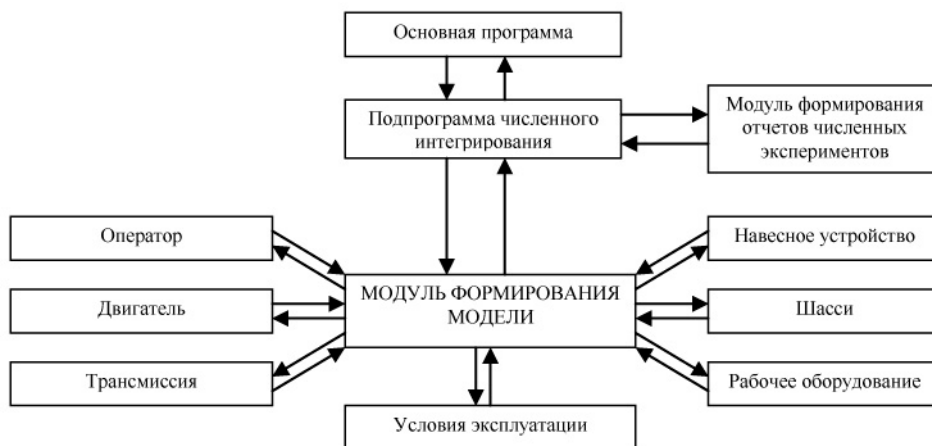 Основная программа
Подпрограмма численного
интегрирования
Модуль формирования
отчетов численных
экспериментов
Оператор
Навесное устройство
МОДУЛЬ ФОРМИРОВАНИЯ
МОДЕЛИ
Двигатель
Шасси
Трансмиссия
Рабочее оборудование
Условия эксплуатации